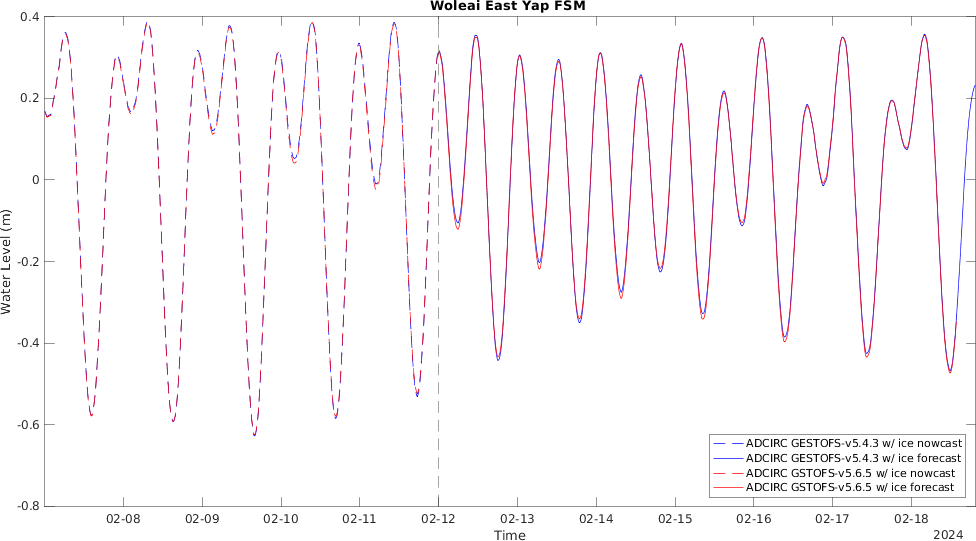 Woleai East Yap FSM
0.4
0.2
0
-0.2
-0.4
-0.6
-0.8
Water Level (m)
ADCIRC GESTOFS-v5.4.3 w/ ice nowcast
ADCIRC GESTOFS-v5.4.3 w/ ice forecast
ADCIRC GSTOFS-v5.6.5 w/ ice nowcast
ADCIRC GSTOFS-v5.6.5 w/ ice forecast
02-08 02-09 02-10 02-11 02-12 02-13 02-14 02-15 02-16 02-17 02-18
Time
2024